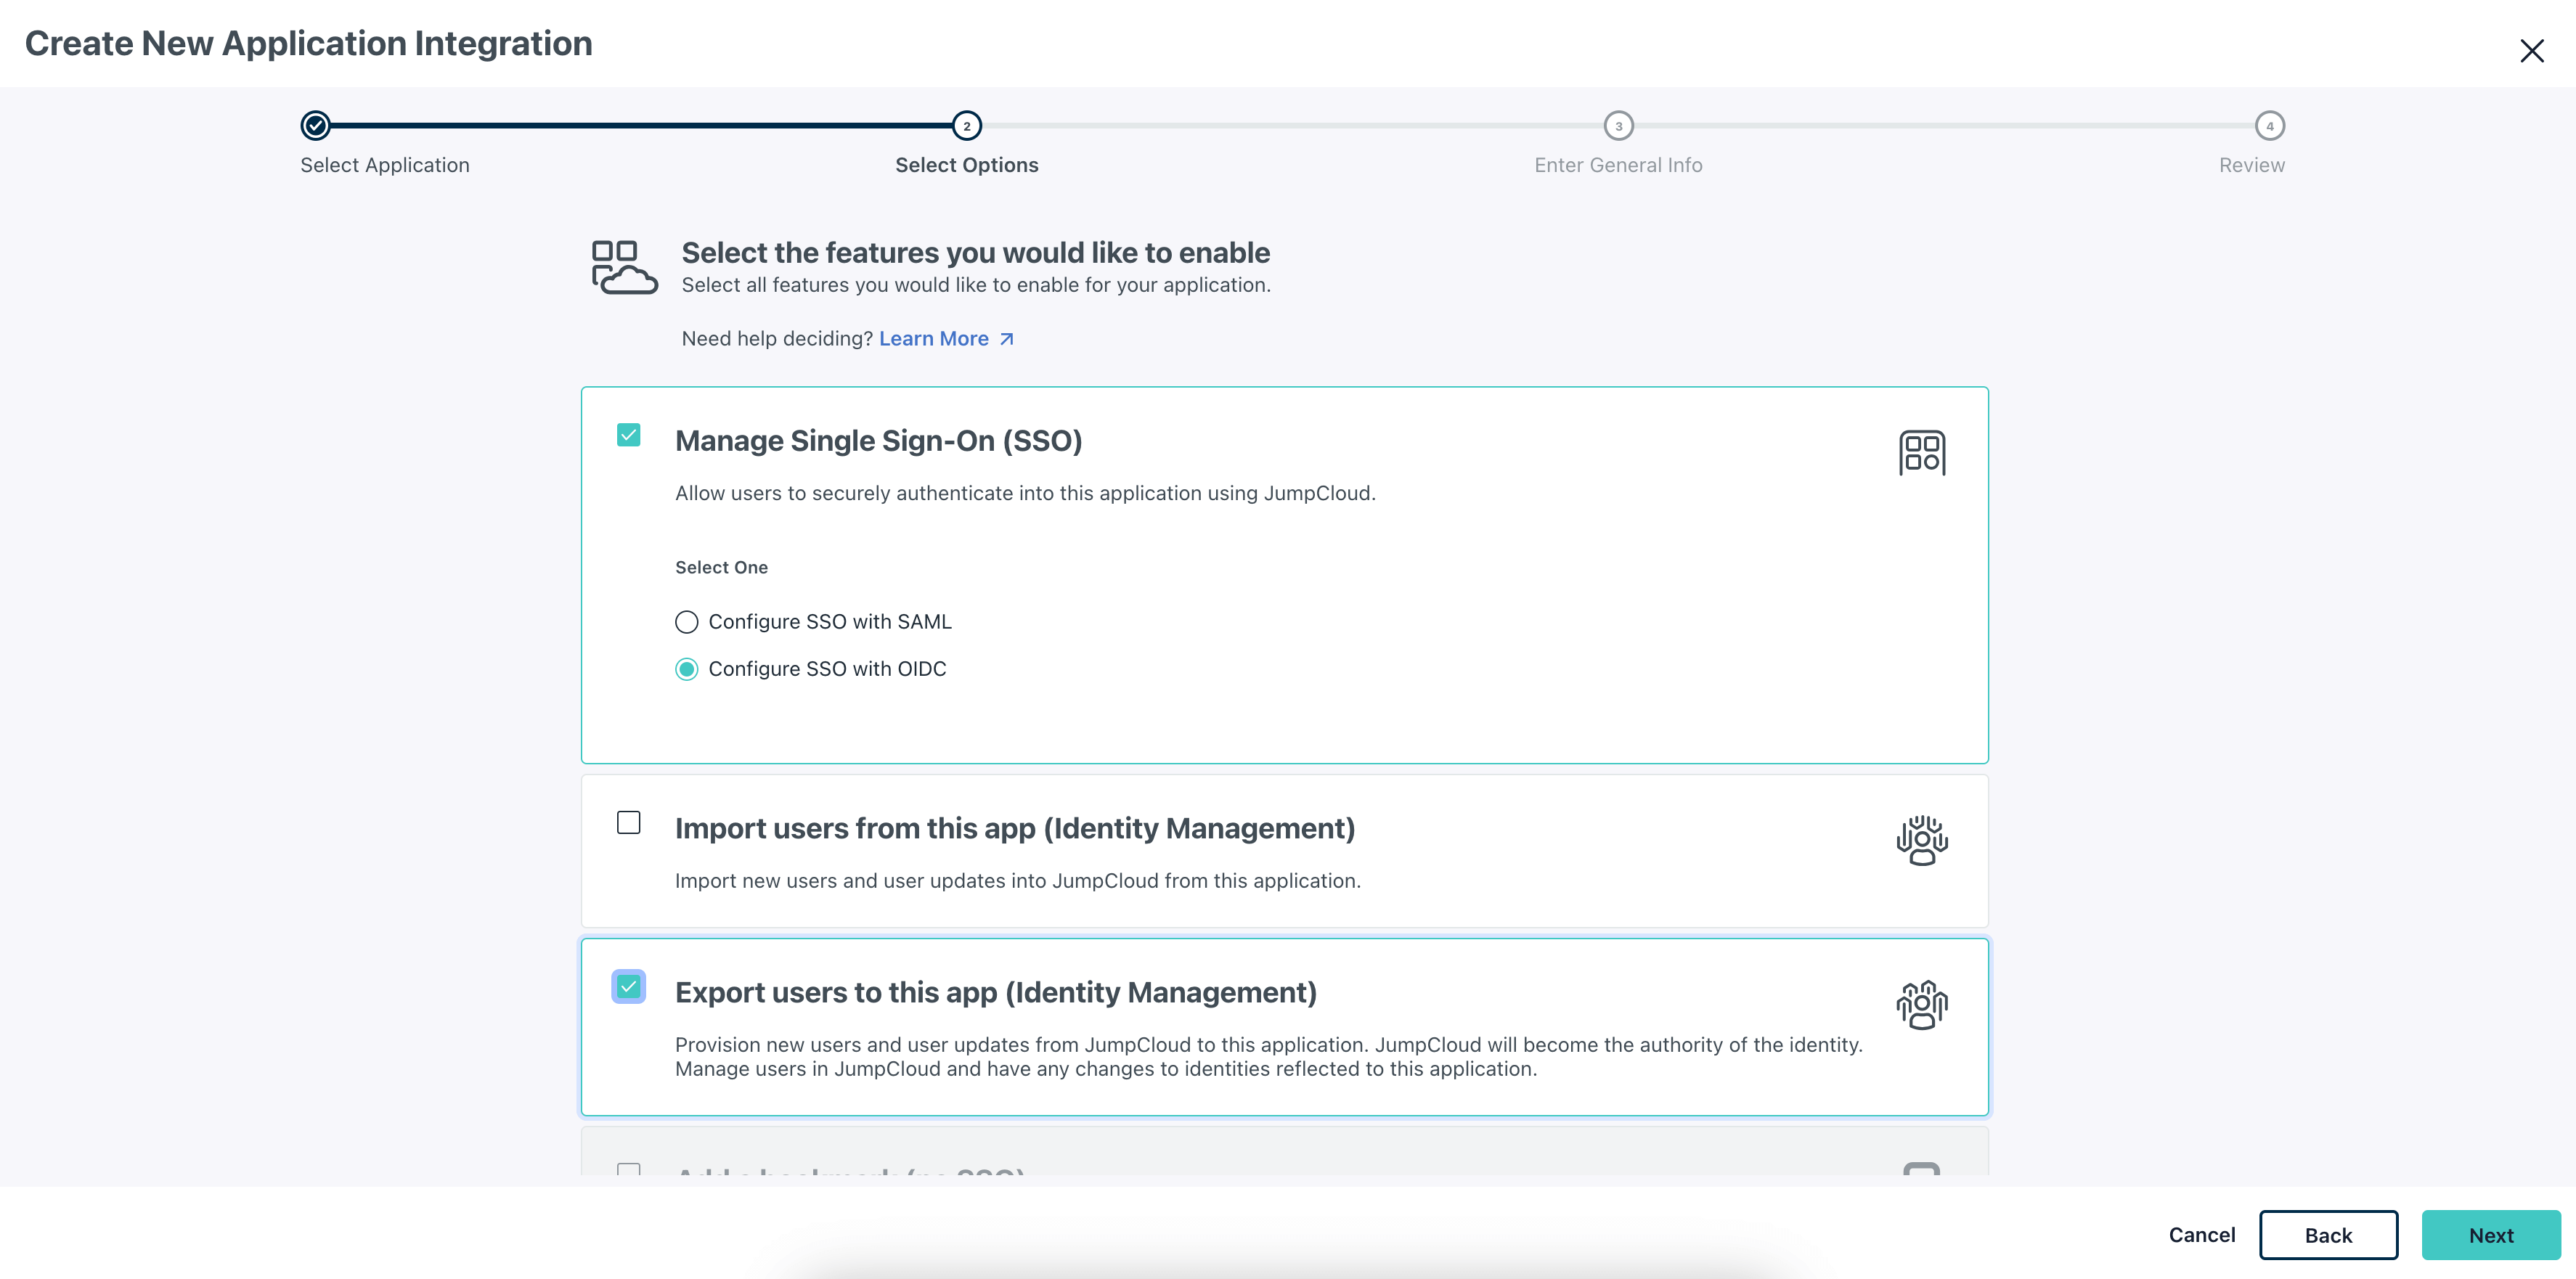 Create New Application Integration
2
3
4
Select Application
Select Options
Enter General Info
Review
Select the features you would like to enable
Select all features you would like to enable for your application.
Need help deciding? Learn More
Manage Single Sign-On (SSO)
Allow users to securely authenticate into this application using JumpCloud.
Select One
Configure SSO with SAML
Configure SSO with OIDC
Import users from this app (Identity Management)
Import new users and user updates into JumpCloud from this application.
Export users to this app (Identity Management)
Provision new users and user updates from JumpCloud to this application. JumpCloud will become the authority of the identity.
Manage users in JumpCloud and have any changes to identities reflected to this application.
Cancel
Back
Next